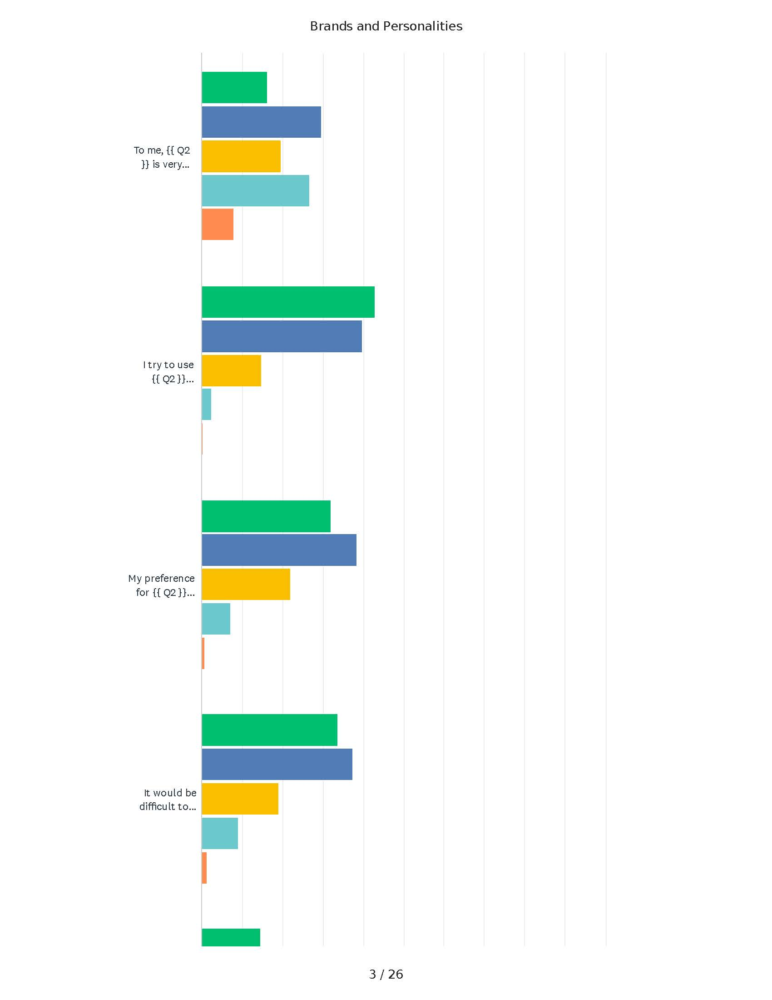 Brands and Personalities
To me, {{ Q2
}} is very...
I try to use
{{ Q2 }}...
My preference
for {{ Q2 }}...
It would be
difficult to...
3 / 26